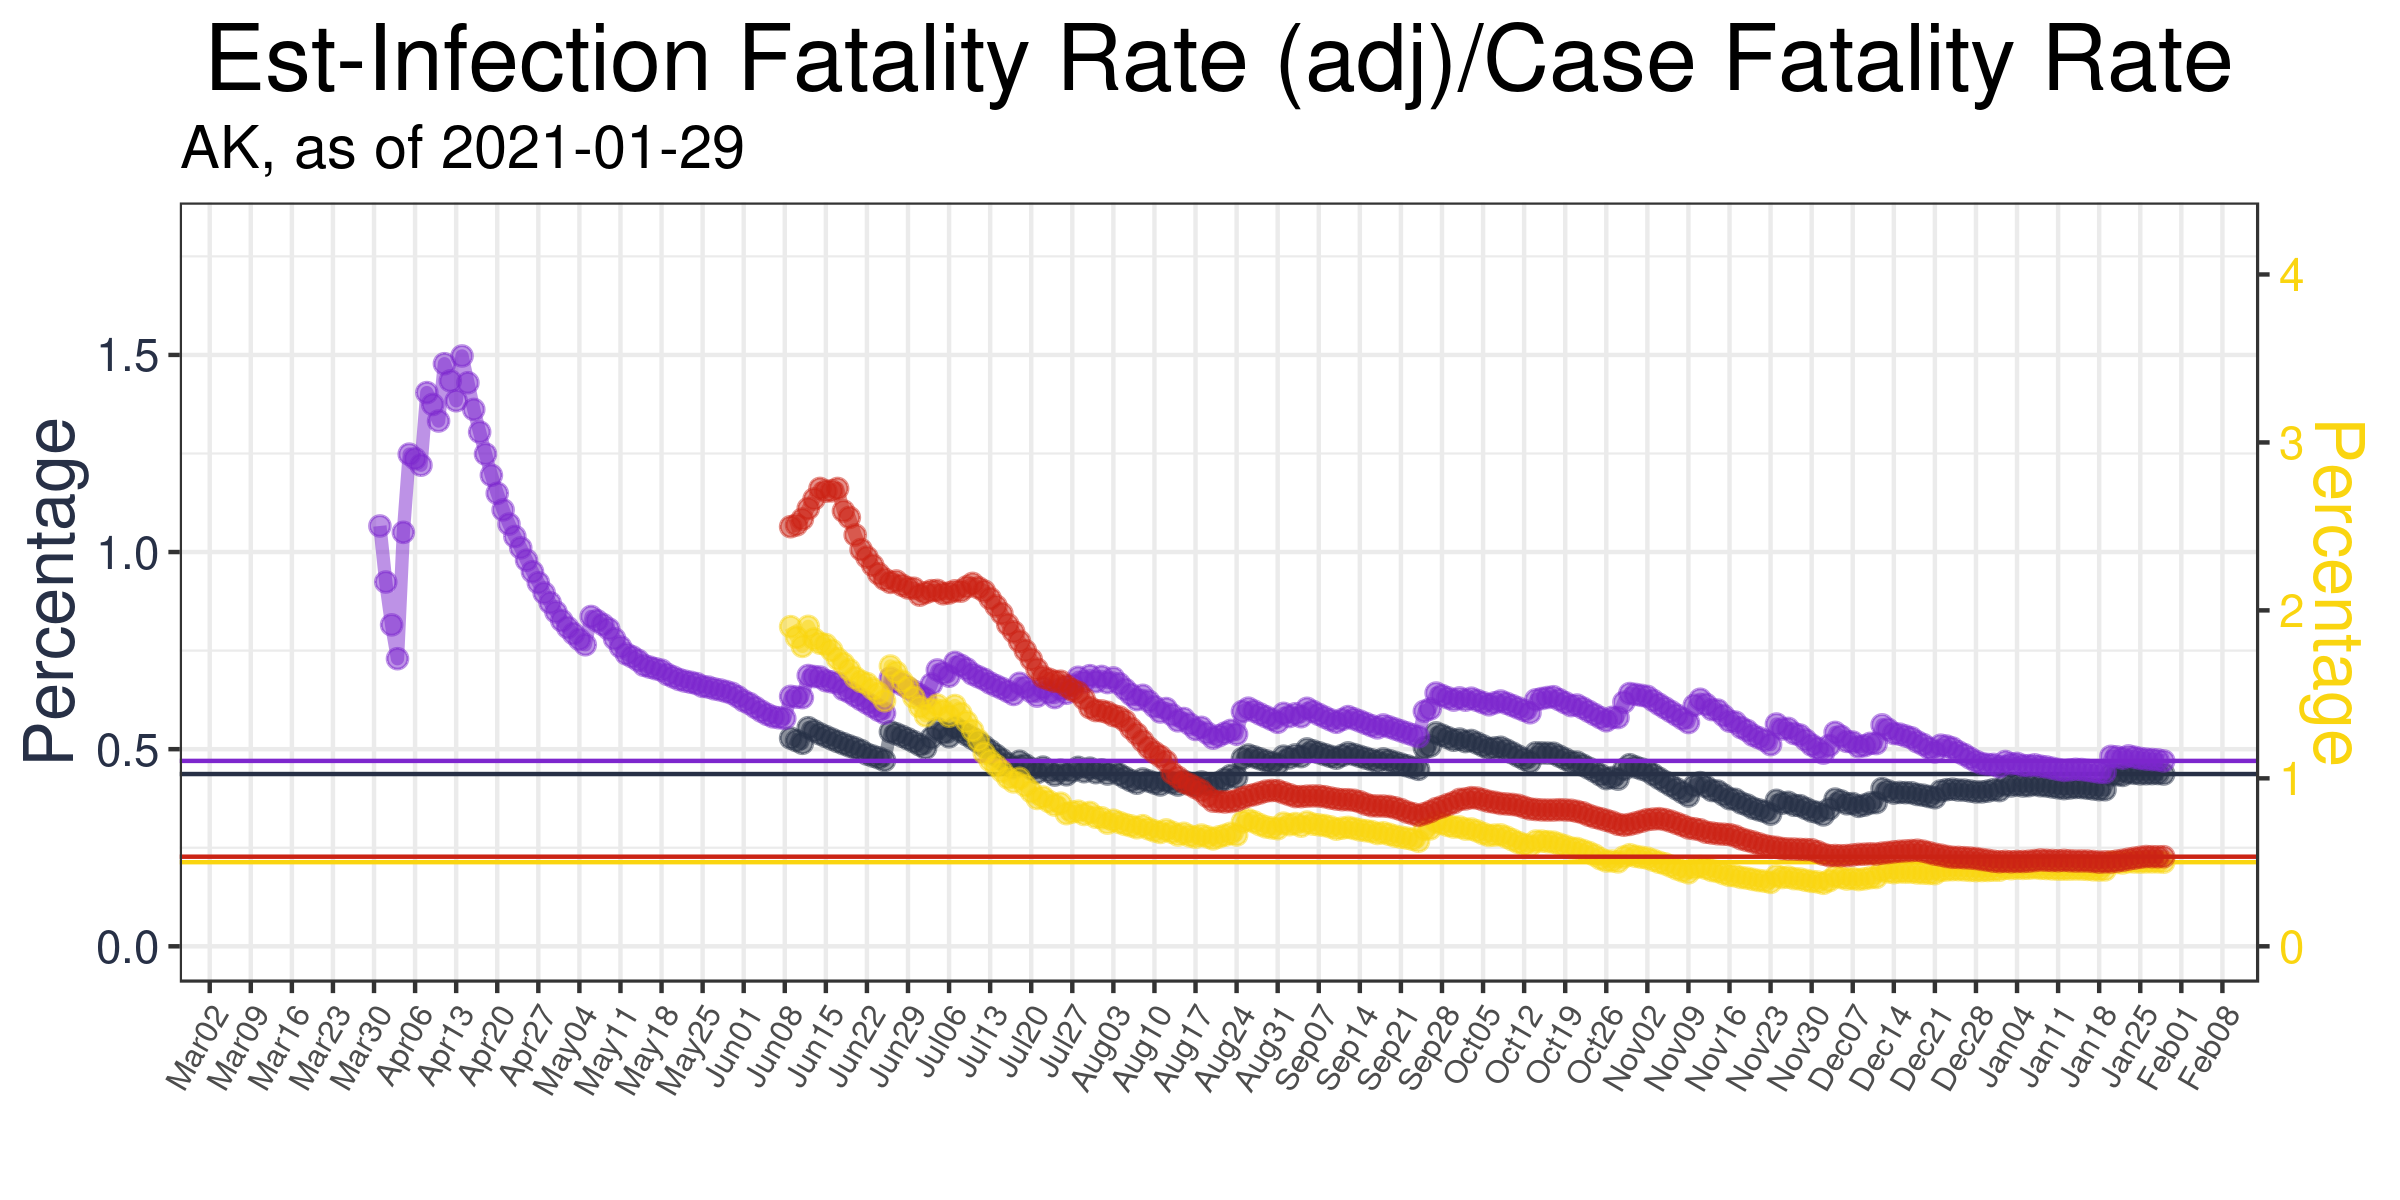 Est-Infection Fatality Rate (adj)/Case Fatality Rate
AK, as of 2021-01-29
Percentage
1.5
1.0
0.5
0.0
4
3
2
1
0
Percentage
Mar02
Mar09
Mar16
Mar23
Mar30
Apr06
Apr13
Apr20
Apr27
May04
May11
May18
May25
Jun01
Jun08
Jun15
Jun22
Jun29
Jul06
Jul13
Jul20
Jul27
Aug03
Aug10
Aug17
Aug24
Aug31
Sep07
Sep14
Sep21
Sep28
Oct05
Oct12
Oct19
Oct26
Nov02
Nov09
Nov16
Nov23
Nov30
Dec07
Dec14
Dec21
Dec28
Jan04
Jan11
Jan18
Jan25
Feb01
Feb08